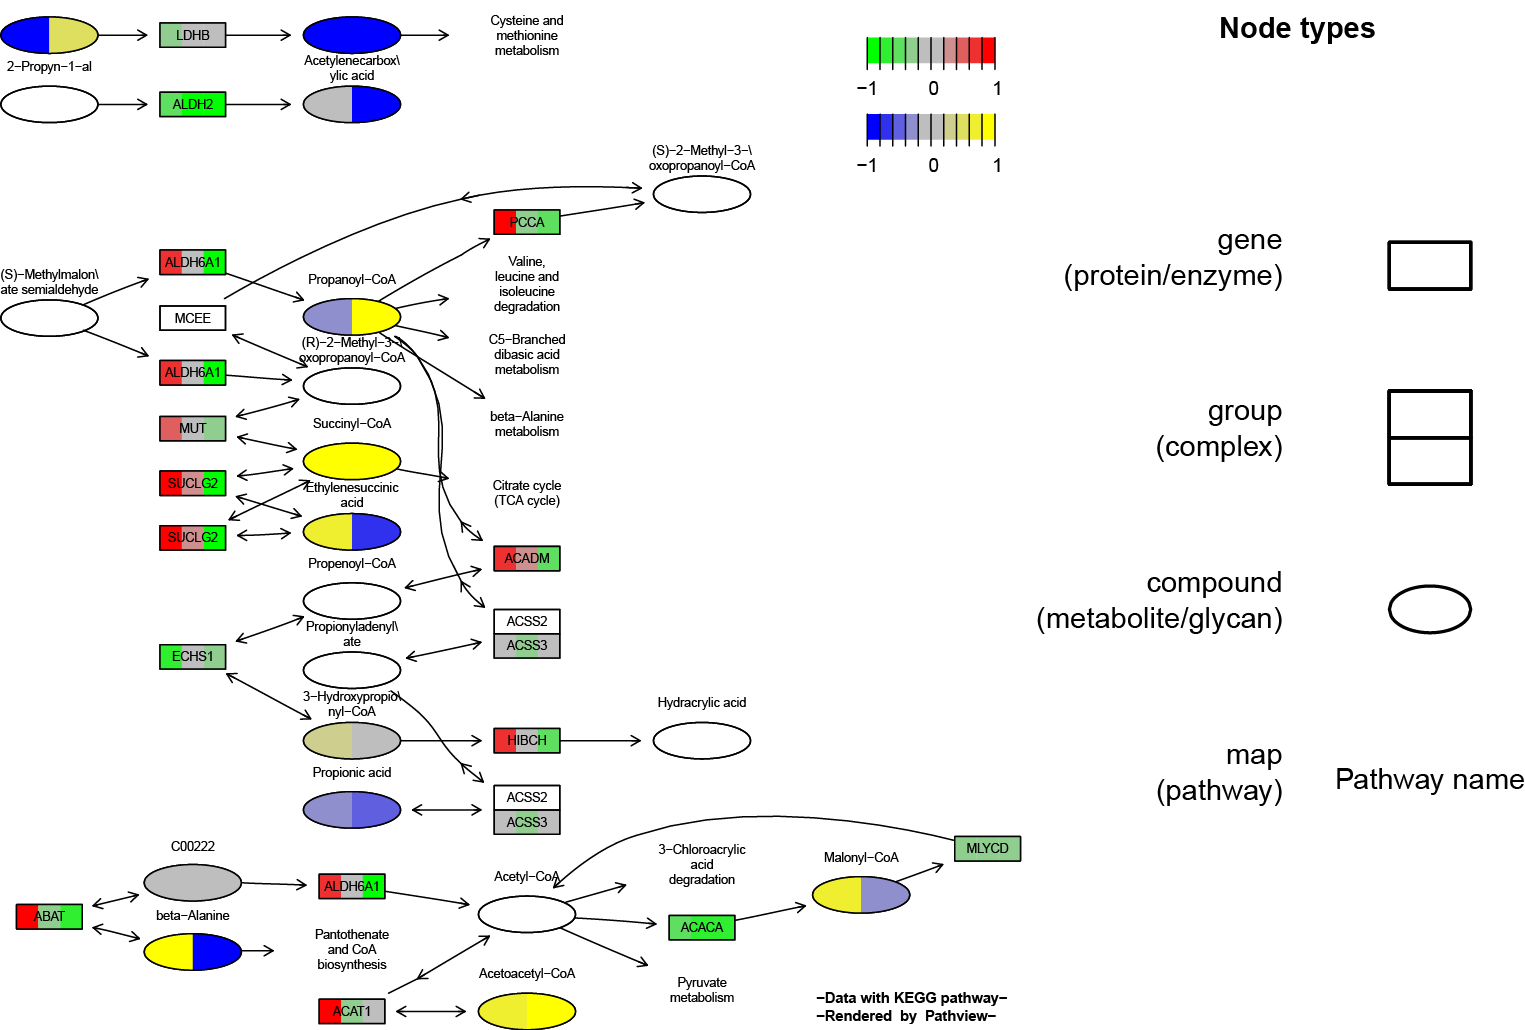 Cysteine and
methionine
metabolism
LDHB
2−Propyn−1−al
Acetylenecarbox\
ylic acid
ALDH2
−1
0
1
−1
0
1
Node types
(S)−2−Methyl−3−\
oxopropanoyl−CoA
PCCA
gene
(protein/enzyme)
(S)−Methylmalon\
ate semialdehyde
ALDH6A1
Propanoyl−CoA
Valine,
leucine and
isoleucine
degradation
MCEE
(R)−2−Methyl−3−\
oxopropanoyl−CoA
C5−Branched
dibasic acid
metabolism
ALDH6A1
beta−Alanine
metabolism
group
(complex)
MUT
Succinyl−CoA
SUCLG2
Ethylenesuccinic
acid
Citrate cycle
(TCA cycle)
SUCLG2
Propenoyl−CoA
ACADM
compound
(metabolite/glycan)
Propionyladenyl\
ate
ACSS2
ACSS3
ECHS1
3−Hydroxypropio\
nyl−CoA
Hydracrylic acid
HIBCH
Propionic acid
ACSS2
ACSS3
map
(pathway)
Pathway name
C00222
ALDH6A1
Acetyl−CoA
3−Chloroacrylic
acid
degradation
Malonyl−CoA
MLYCD
ABAT
beta−Alanine
Pantothenate
and CoA
biosynthesis
ACACA
Pyruvate
metabolism
Acetoacetyl−CoA
ACAT1
−Data with KEGG pathway−
−Rendered by Pathview−